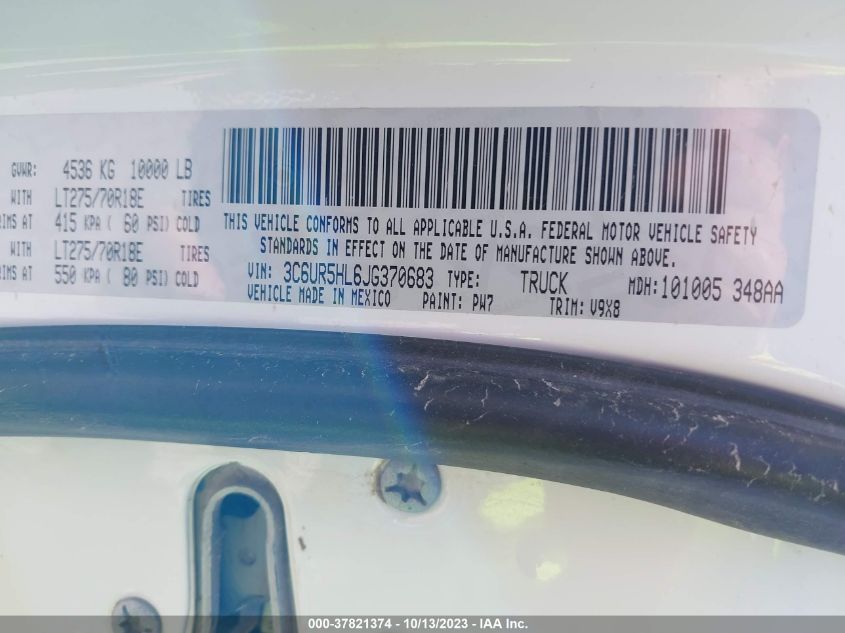 GVWR: 4536 KG 10000 LB
WITH LT275/70R18E TIRES
RIMS AT 415 KPA ( 60 PSI) COLD
WITH LT275/70R18E TIRES
RIMS AT 550 KPA ( 80 PSI) COLD
THIS VEHICLE CONFORMS TO ALL APPLICABLE U.S.A. FEDERAL MOTOR VEHICLE SAFETY
STANDARDS IN EFFECT ON THE DATE OF MANUFACTURE SHOWN ABOVE.
VIN: 3C6UR5HL6JG370683 TYPE: TRUCK MDH: 101005 348AA
VEHICLE MADE IN MEXICO PAINT: PW7 TRIM: V9X8
000-37821374 - 10/13/2023 - IAA Inc.